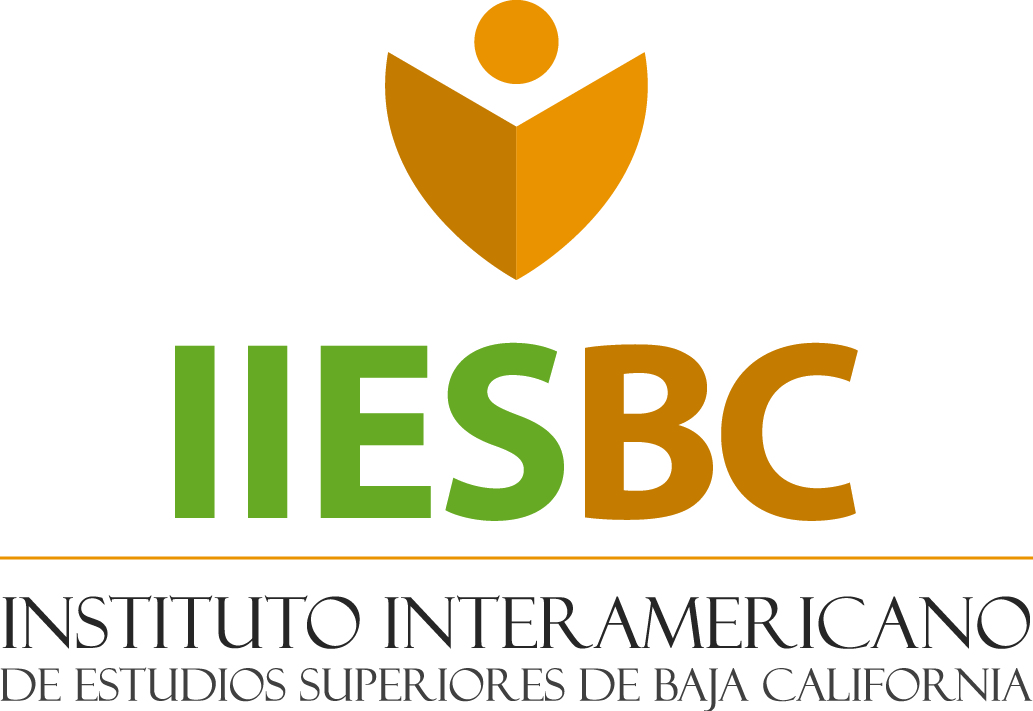 IIESBC
INSTITUTO INTERAMERICANO
DE ESTUDIOS SUPERIORES DE BAJA CALIFORNIA